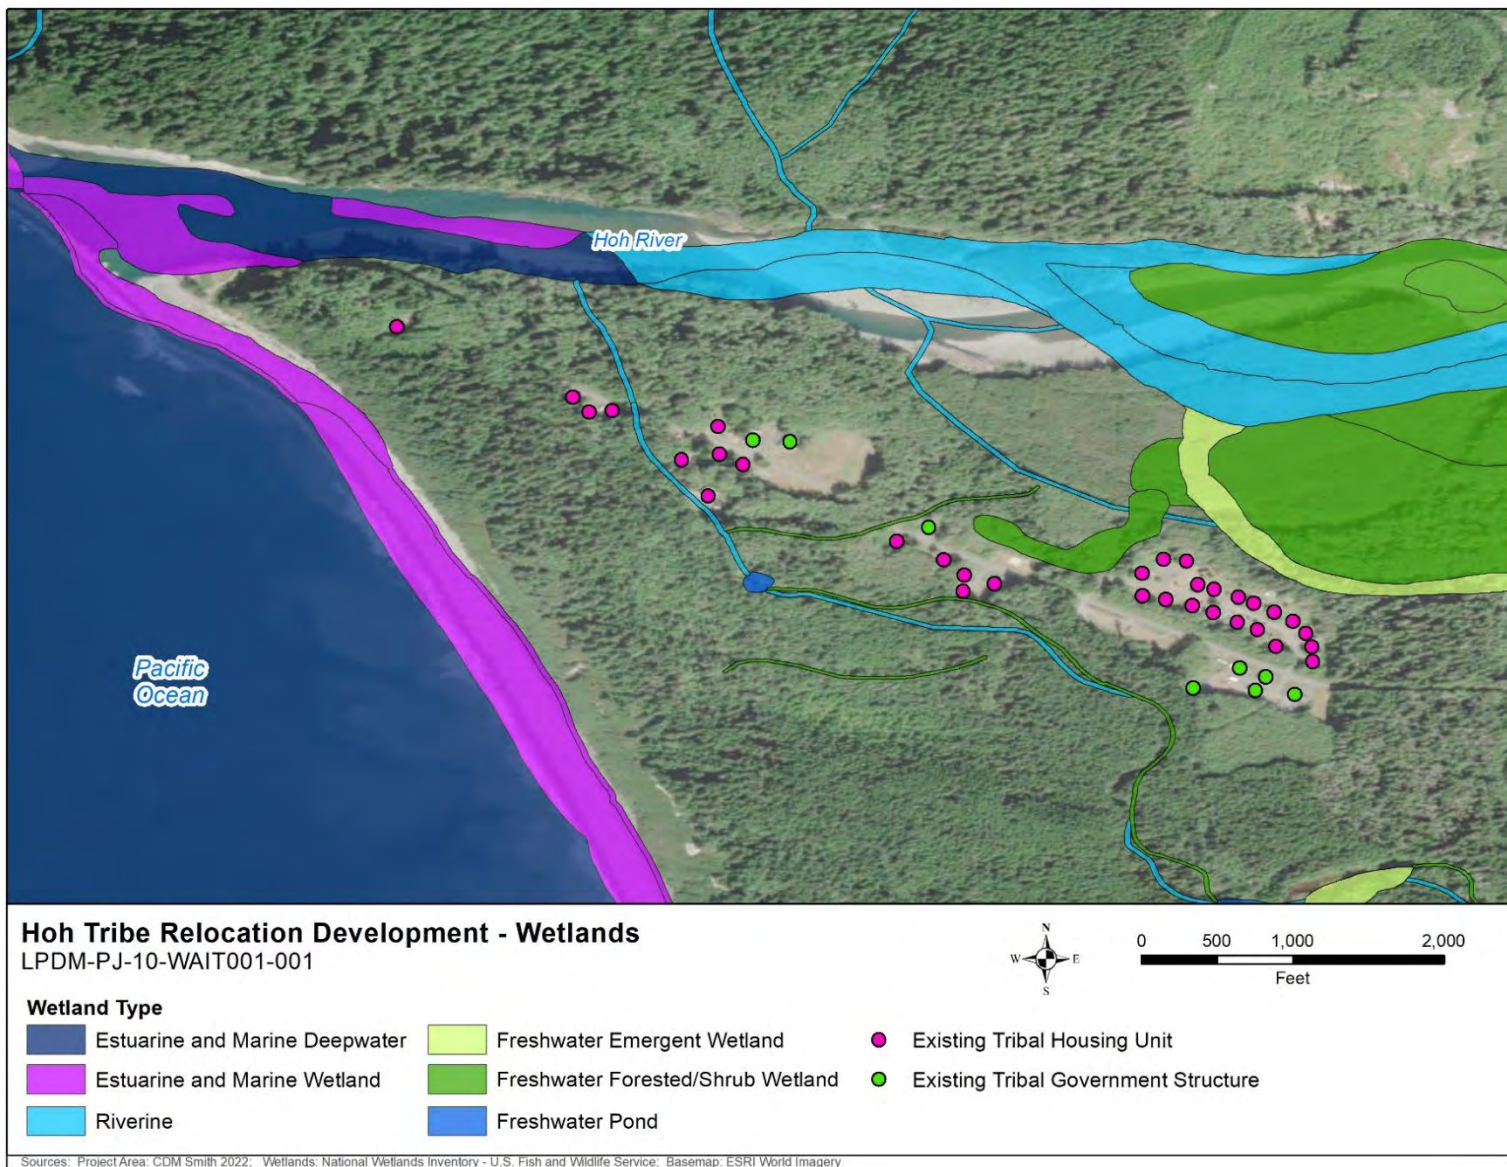 Hoh River
Pacific
Ocean
Hoh Tribe Relocation Development - Wetlands
LPDM-PJ-10-WAIT001-001
N
W E
S
0 500 1,000 2,000
Feet
Wetland Type
Estuarine and Marine Deepwater
Freshwater Emergent Wetland
Existing Tribal Housing Unit
Estuarine and Marine Wetland
Freshwater Forested/Shrub Wetland
Existing Tribal Government Structure
Riverine
Freshwater Pond
Sources: Project Area: CDM Smith 2022; Wetlands: National Wetlands Inventory - U.S. Fish and Wildlife Service; Basemap: ESRI World Imagery